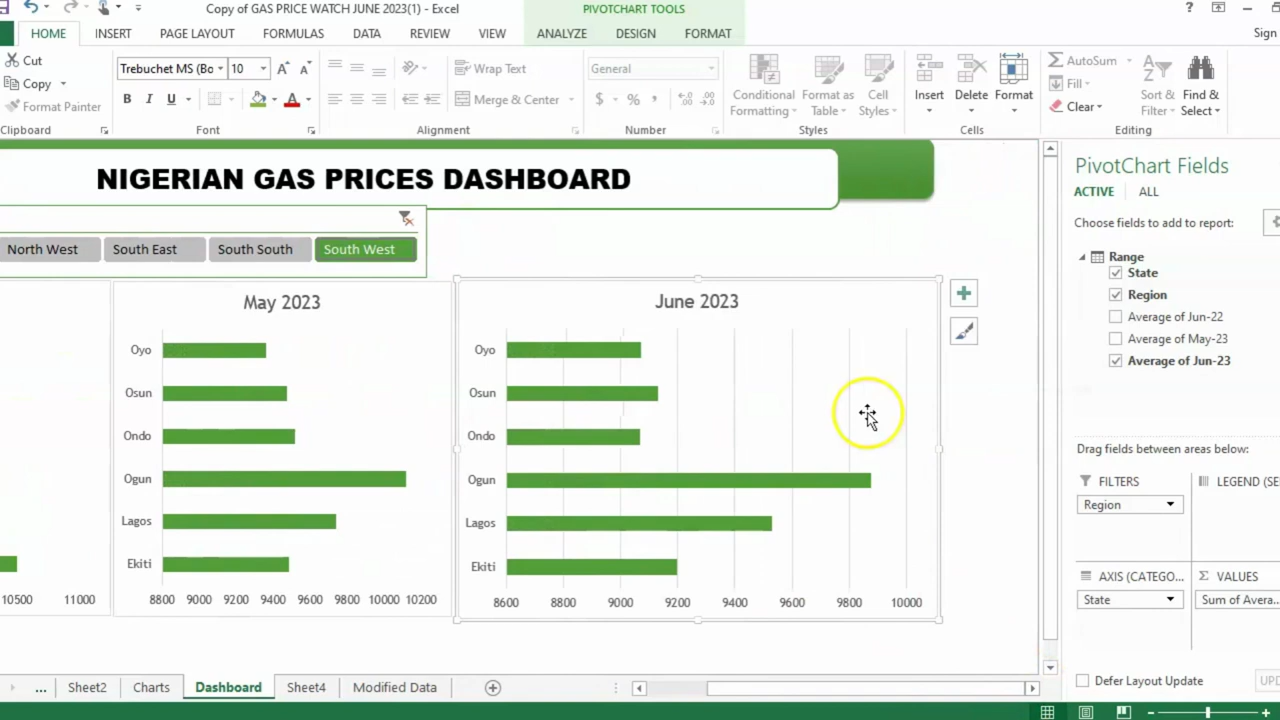 Copy of GAS PRICE WATCH JUNE 2023(1) - Excel
PIVOTCHART TOOLS
?
HOME INSERT PAGE LAYOUT FORMULAS DATA REVIEW VIEW ANALYZE DESIGN FORMAT
Sign
Cut
Copy
Format Painter
Clipboard
Trebuchet MS (Bo 10
B I U
Font
Wrap Text
Merge & Center
Alignment
General
$ % ,
Number
Conditional Formatting
Format as Table
Cell Styles
Styles
Insert Delete Format
Cells
AutoSum
Fill
Clear
Sort & Filter
Find & Select
Editing
NIGERIAN GAS PRICES DASHBOARD
North West South East South South South West
10500 11000
May 2023
Oyo
Osun
Ondo
Ogun
Lagos
Ekiti
8800 9000 9200 9400 9600 9800 10000 10200
June 2023
Oyo
Osun
Ondo
Ogun
Lagos
Ekiti
8600 8800 9000 9200 9400 9600 9800 10000
PivotChart Fields
ACTIVE ALL
Choose fields to add to report:
Range
State
Region
Average of Jun-22
Average of May-23
Average of Jun-23
Drag fields between areas below:
FILTERS
Region
LEGEND (SE
AXIS (CATEGO...
State
Σ VALUES
Sum of Avera..
Defer Layout Update
UPD
... Sheet2 Charts Dashboard Sheet4 Modified Data